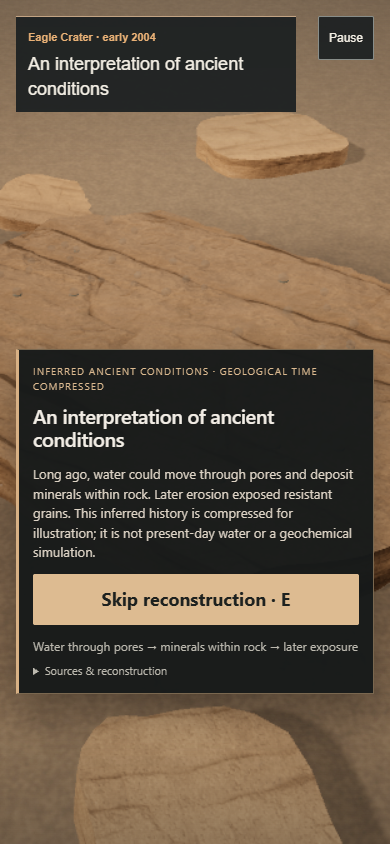 Eagle Crater · early 2004
An interpretation of ancient
conditions
Pause
INFERRED ANCIENT CONDITIONS · GEOLOGICAL TIME
COMPRESSED
An interpretation of ancient
conditions
Long ago, water could move through pores and deposit
minerals within rock. Later erosion exposed resistant
grains. This inferred history is compressed for
illustration; it is not present-day water or a geochemical
simulation.
Skip reconstruction · E
Water through pores → minerals within rock → later exposure
▶ Sources & reconstruction